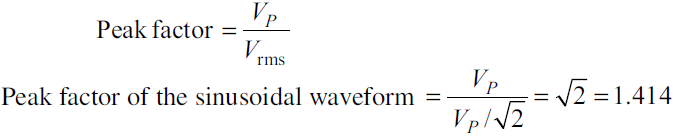 Peak factor = V_P / V_rms
Peak factor of the sinusoidal waveform = V_P / (V_P/√2) = √2 = 1.414